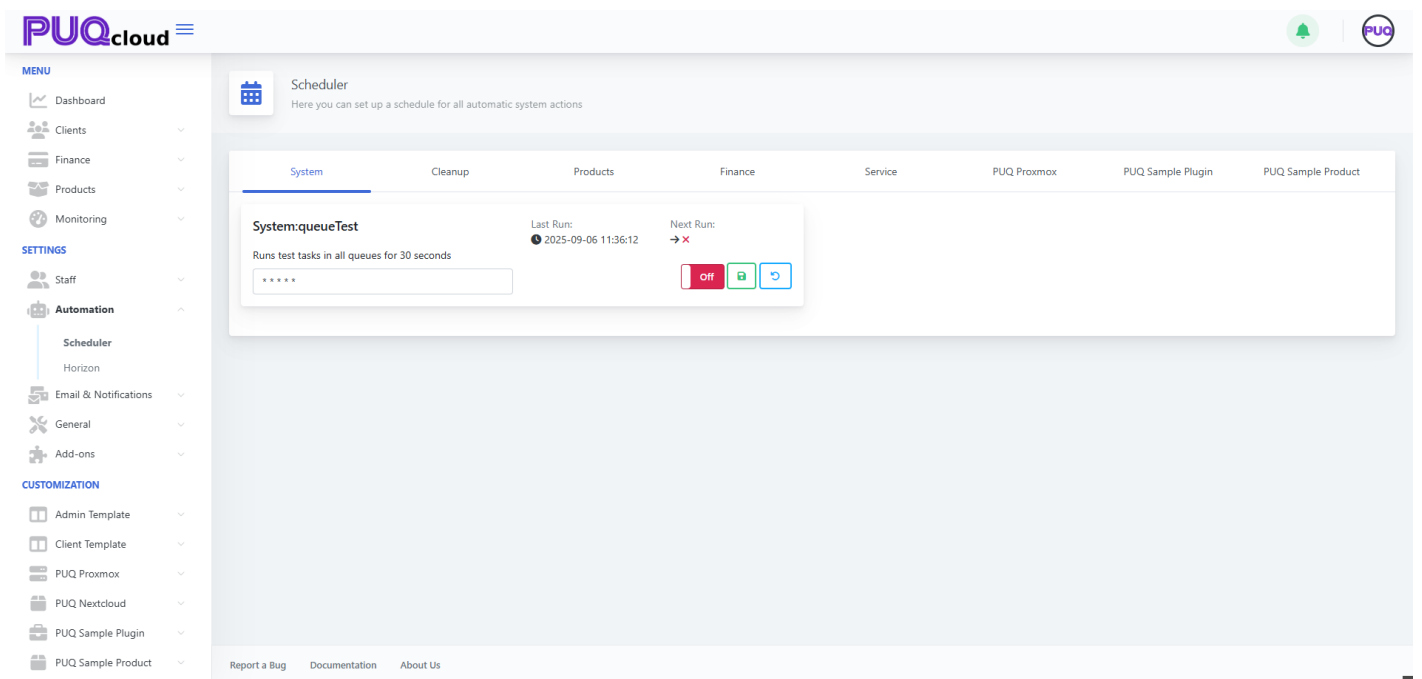 PUQcloud
PUQ
MENU
Dashboard
Clients
Finance
Products
Monitoring
SETTINGS
Staff
Automation
Scheduler
Horizon
Email & Notifications
General
Add-ons
CUSTOMIZATION
Admin Template
Client Template
PUQ Proxmox
PUQ Nextcloud
PUQ Sample Plugin
PUQ Sample Product
Scheduler
Here you can set up a schedule for all automatic system actions
System Cleanup Products Finance Service PUQ Proxmox PUQ Sample Plugin PUQ Sample Product
System:queueTest
Runs test tasks in all queues for 30 seconds
* * * * *
Last Run:
2025-09-06 11:36:12
Next Run:
Off
Report a Bug Documentation About Us